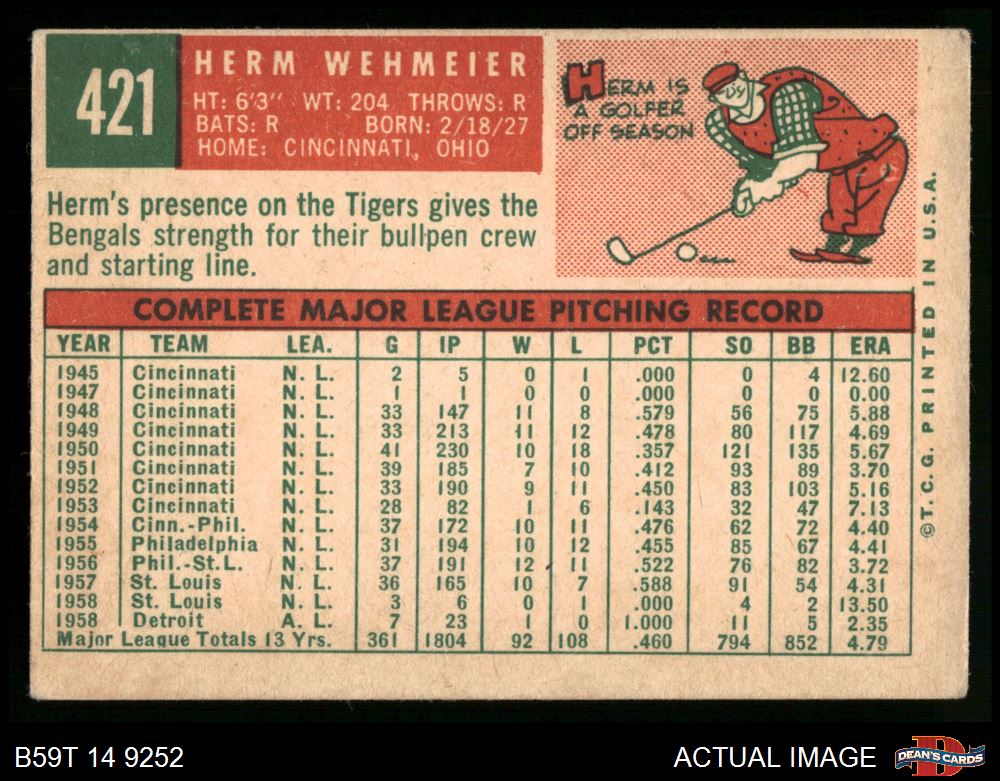 421
HERM WEHMEIER
HT: 6'3" WT: 204 THROWS: R
BATS: R BORN: 2/18/27
HOME: CINCINNATI, OHIO
HERM IS
A GOLFER
OFF SEASON
Herm's presence on the Tigers gives the
Bengals strength for their bullpen crew
and starting line.
COMPLETE MAJOR LEAGUE PITCHING RECORD
YEAR TEAM LEA. G IP W L PCT SO BB ERA
1945 Cincinnati N. L. 2 5 0 1 .000 0 4 12.60
1947 Cincinnati N. L. 1 1 0 0 .000 0 0 0.00
1948 Cincinnati N. L. 33 147 11 8 .579 56 75 5.88
1949 Cincinnati N. L. 33 213 11 12 .478 80 117 4.69
1950 Cincinnati N. L. 41 230 10 18 .357 121 135 5.67
1951 Cincinnati N. L. 39 185 7 10 .412 93 89 3.70
1952 Cincinnati N. L. 33 190 9 11 .450 83 103 5.16
1953 Cincinnati N. L. 28 82 1 6 .143 32 47 7.13
1954 Cinn.-Phil. N. L. 37 172 10 11 .476 62 72 4.40
1955 Philadelphia N. L. 31 194 10 12 .455 85 67 4.41
1956 Phil.-St.L. N. L. 37 191 12 11 .522 76 82 3.72
1957 St. Louis N. L. 36 165 10 7 .588 91 54 4.31
1958 St. Louis N. L. 3 6 0 1 .000 4 2 13.50
1958 Detroit A. L. 7 23 1 0 1.000 11 5 2.35
Major League Totals 13 Yrs. 361 1804 92 108 .460 794 852 4.79
©T.C.G. PRINTED IN U.S.A.
B59T 14 9252
ACTUAL IMAGE
D
DEAN'S CARDS